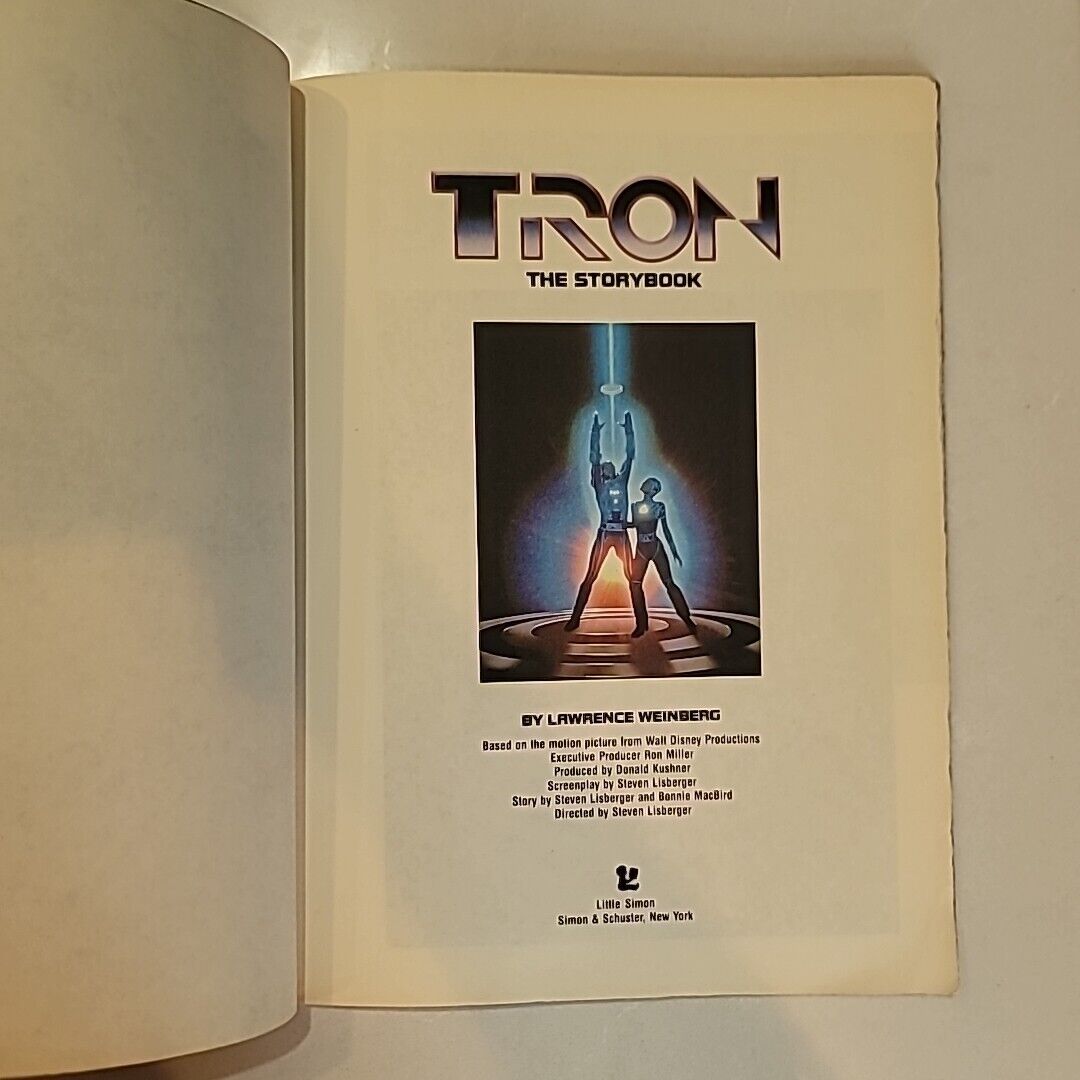 TRON
THE STORYBOOK
BY LAWRENCE WEINBERG
Based on the motion picture from Walt Disney Productions
Executive Producer Ron Miller
Produced by Donald Kushner
Screenplay by Steven Lisberger
Story by Steven Lisberger and Bonnie MacBird
Directed by Steven Lisberger
Little Simon
Simon & Schuster, New York